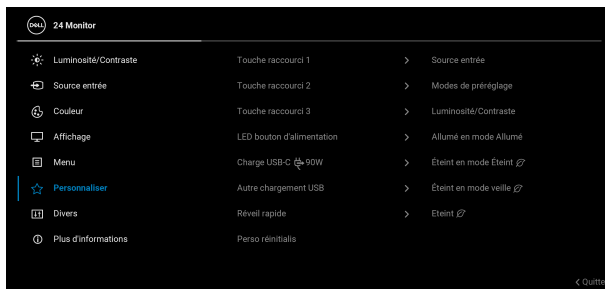 DELL 24 Monitor
Luminosité/Contraste Touche raccourci 1 > Source entrée
Source entrée Touche raccourci 2 > Modes de préréglage
Couleur Touche raccourci 3 > Luminosité/Contraste
Affichage LED bouton d'alimentation > Allumé en mode Allumé
Menu Charge USB-C 90W > Éteint en mode Éteint
Personnaliser Autre chargement USB > Éteint en mode veille
Divers Réveil rapide > Eteint
Plus d'informations Perso réinitialis
< Quitte